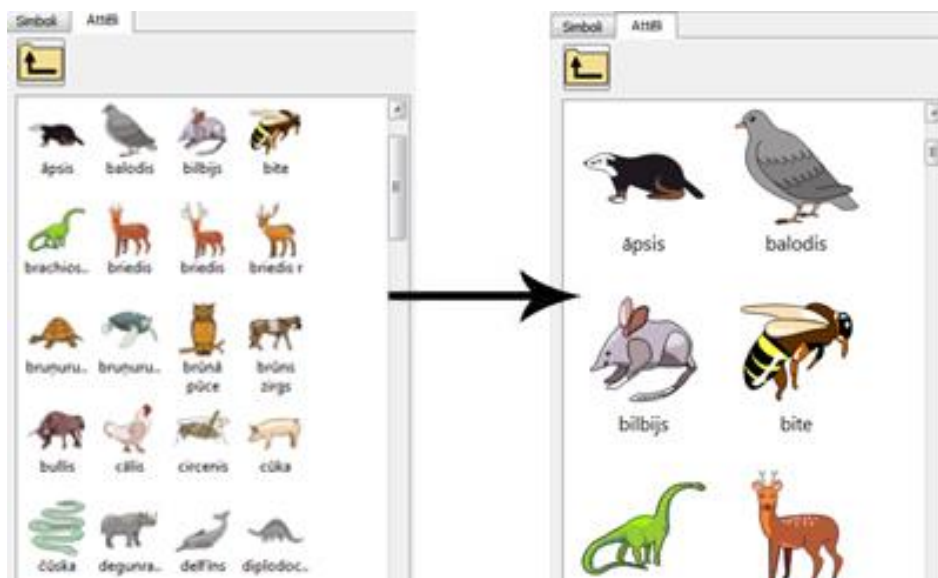 Simboli Attēli
āpsis balodis bilbijs bite
brachios.. briedis briedis briedis r
bruņuru.. bruņuru.. brūnā pūce brūns zirgs
bullis cālis circenis cūka
čūska degunra.. delfīns diplodoc..
Simboli Attēli
āpsis balodis
bilbijs bite